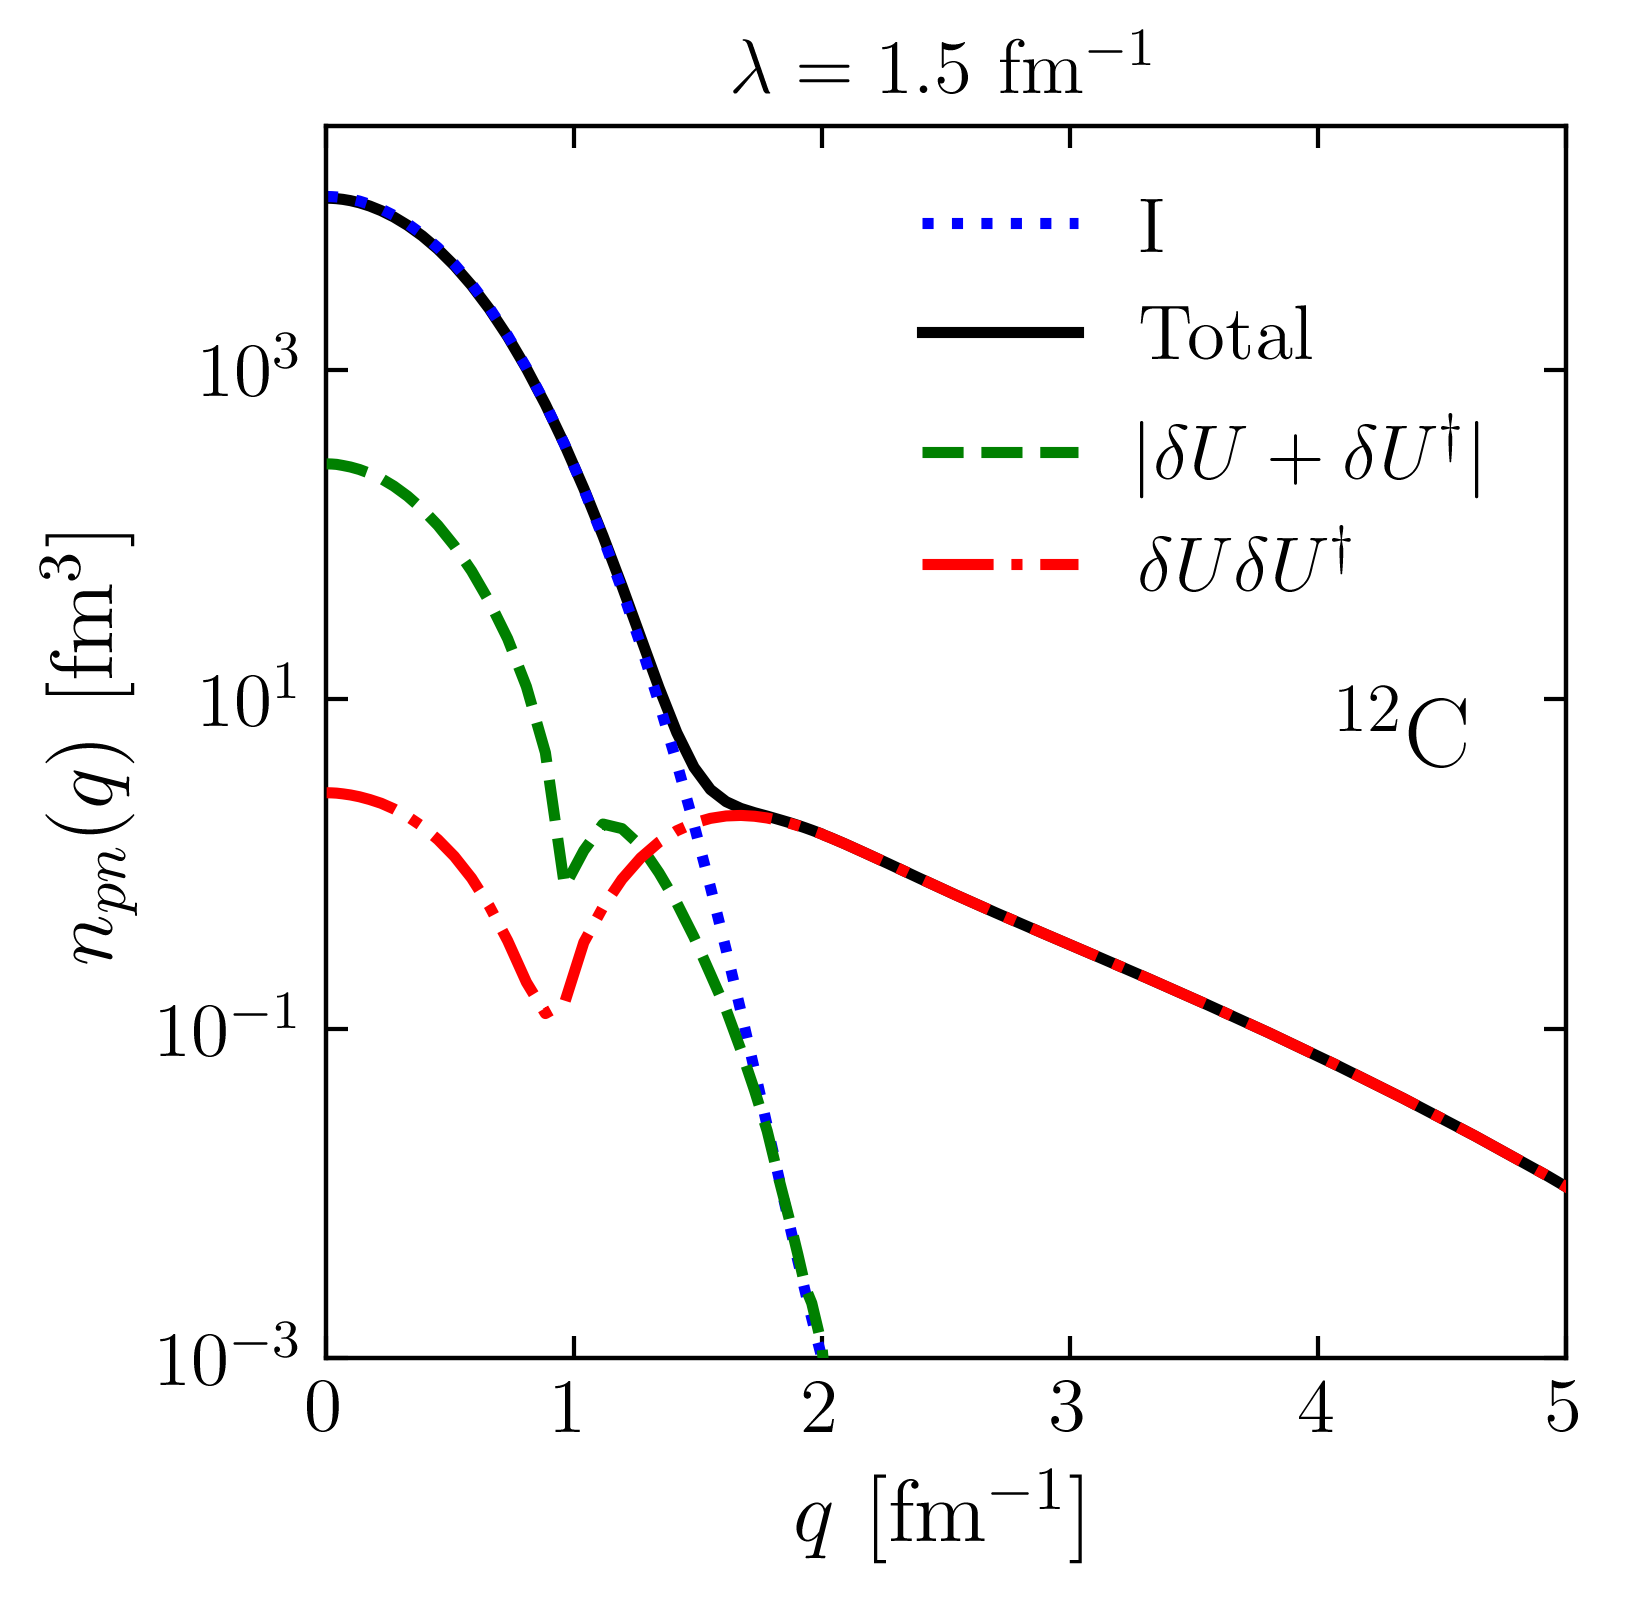 λ = 1.5 fm⁻¹
I
Total
|δU + δU†|
δUδU†
¹²C
n_pn(q) [fm³]
10³
10¹
10⁻¹
10⁻³
0 1 2 3 4 5
q [fm⁻¹]